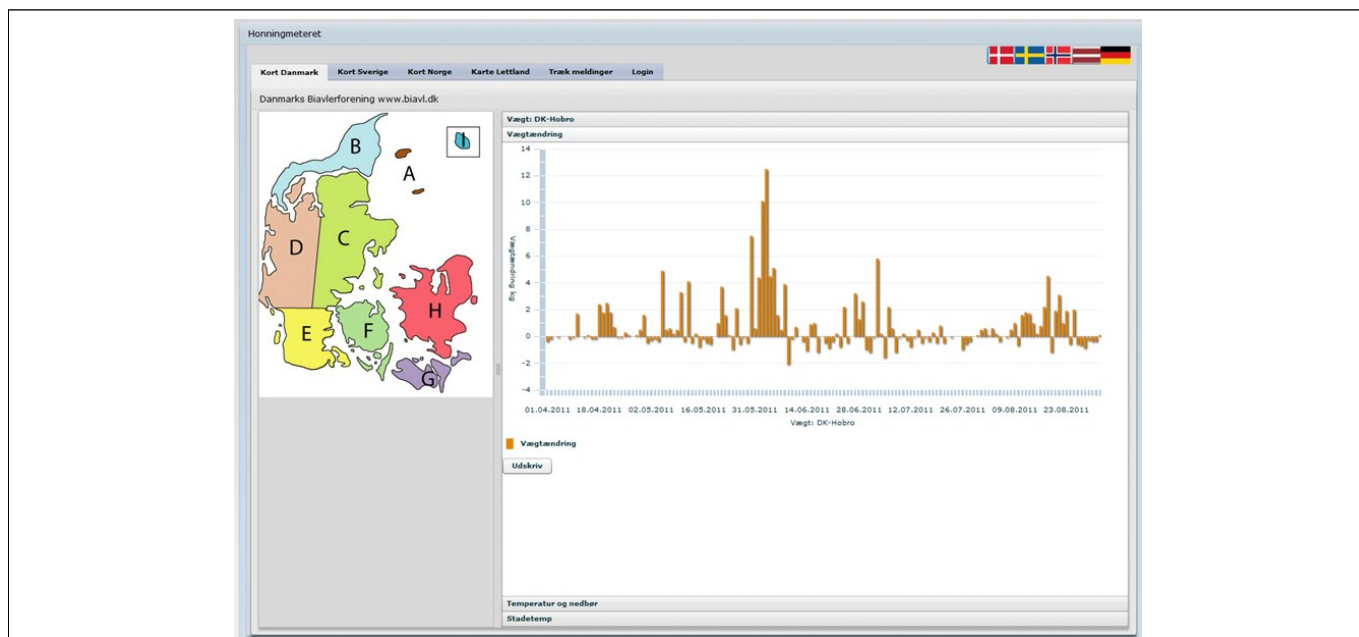 Honningmeteret
Kort Danmark Kort Sverige Kort Norge Karte Lettland Træk meldinger Login
Danmarks Biavlerforening www.biavl.dk
B
I
A
D
C
H
E
F
G
Vægt: DK-Hobro
Vægtændring
14
12
10
8
6
4
2
0
-2
-4
Vægtændring kg
01.04.2011 18.04.2011 02.05.2011 16.05.2011 31.05.2011 14.06.2011 28.06.2011 12.07.2011 26.07.2011 09.08.2011 23.08.2011
Vægt: DK-Hobro
Vægtændring
Udskriv
Temperatur og nedbør
Stadetemp